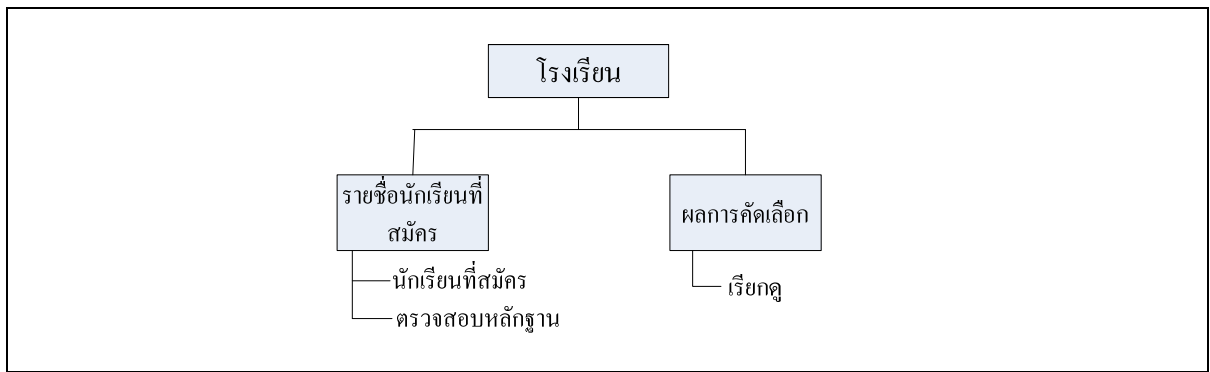 โรงเรียน
รายชื่อนักเรียนที่
สมัคร
ผลการคัดเลือก
นักเรียนที่สมัคร
เรียกดู
ตรวจสอบหลักฐาน